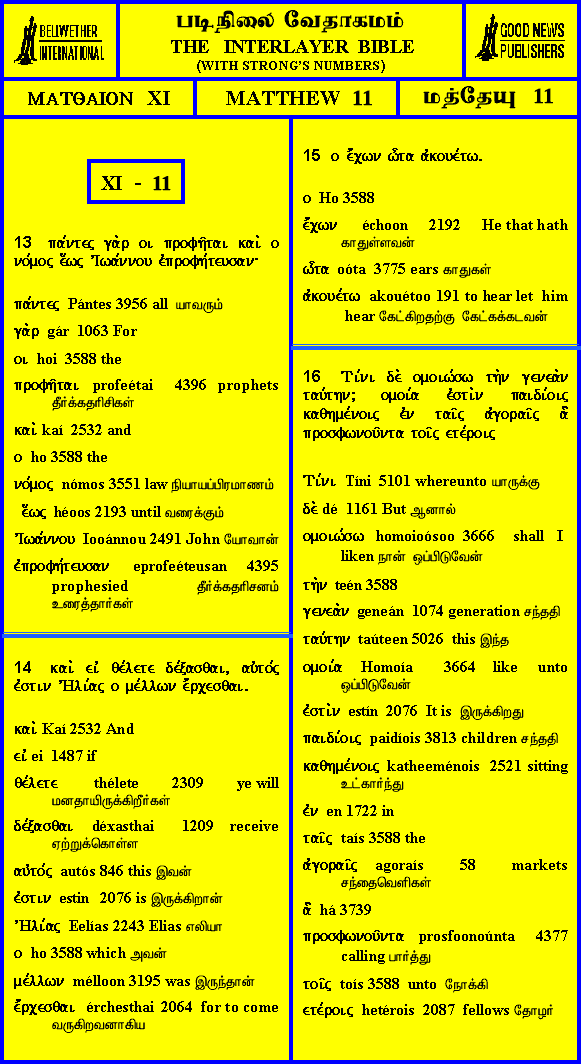 BELLWETHER
INTERNATIONAL
படிநிலை வேதாகமம்
THE INTERLAYER BIBLE
(WITH STRONG'S NUMBERS)
GOOD NEWS
PUBLISHERS
ΜΑΤΘΑΙΟΝ XI
MATTHEW 11
மத்தேயு 11
XI - 11
13 πάντες γὰρ οι προφῆται καὶ ο
νόμος ἕως Ἰωάννου ἐπροφήτευσαν·
πάντες Pántes 3956 all யாவரும்
γὰρ gár 1063 For
οι hoi 3588 the
προφῆται profeétai 4396 prophets
தீர்க்கதரிசிகள்
καὶ kaí 2532 and
ο ho 3588 the
νόμος nómos 3551 law நியாயப்பிரமாணம்
ἕως héoos 2193 until வரைக்கும்
Ἰωάννου Iooánnou 2491 John யோவான்
ἐπροφήτευσαν eprofeéteusan 4395
prophesied தீர்க்கதரிசனம்
உரைத்தார்கள்
14 καὶ εἰ θέλετε δέξασθαι, αὐτός
ἐστιν Ἠλίας ο μέλλων ἔρχεσθαι.
καὶ Kaí 2532 And
εἰ ei 1487 if
θέλετε thélete 2309 ye will
மனதாயிருக்கிறீர்கள்
δέξασθαι déxasthai 1209 receive
ஏற்றுக்கொள்ள
αὐτός autós 846 this இவன்
ἐστιν estin 2076 is இருக்கிறான்
Ἠλίας Eelías 2243 Elias எலியா
ο ho 3588 which அவன்
μέλλων mélloon 3195 was இருந்தான்
ἔρχεσθαι érchesthai 2064 for to come
வருகிறவனாகிய
15 ο ἔχων ὦτα ἀκουέτω.
ο Ho 3588
ἔχων échoon 2192 He that hath
காதுள்ளவன்
ὦτα oóta 3775 ears காதுகள்
ἀκουέτω akouétoo 191 to hear let him
hear கேட்கிறதற்கு கேட்கக்கடவன்
16 Τίνι δὲ ομοιώσω τὴν γενεὰν
ταύτην; ομοία ἐστὶν παιδίοις
καθημένοις ἐν ταῖς ἀγοραῖς ἃ
προσφωνοῦντα τοῖς ετέροις
Τίνι Tíni 5101 whereunto யாருக்கு
δὲ dé 1161 But ஆனால்
ομοιώσω homoioósoo 3666 shall I
liken நான் ஒப்பிடுவேன்
τὴν teén 3588
γενεὰν geneán 1074 generation சந்ததி
ταύτην taúteen 5026 this இந்த
ομοία Homoía 3664 like unto
ஒப்பிடுவேன்
ἐστὶν estín 2076 It is இருக்கிறது
παιδίοις paidíois 3813 children சந்ததி
καθημένοις katheeménois 2521 sitting
உட்கார்ந்து
ἐν en 1722 in
ταῖς taís 3588 the
ἀγοραῖς agoraís 58 markets
சந்தைவெளிகள்
ἃ há 3739
προσφωνοῦντα prosfoonoúnta 4377
calling பார்த்து
τοῖς toís 3588 unto நோக்கி
ετέροις hetérois 2087 fellows தோழர்